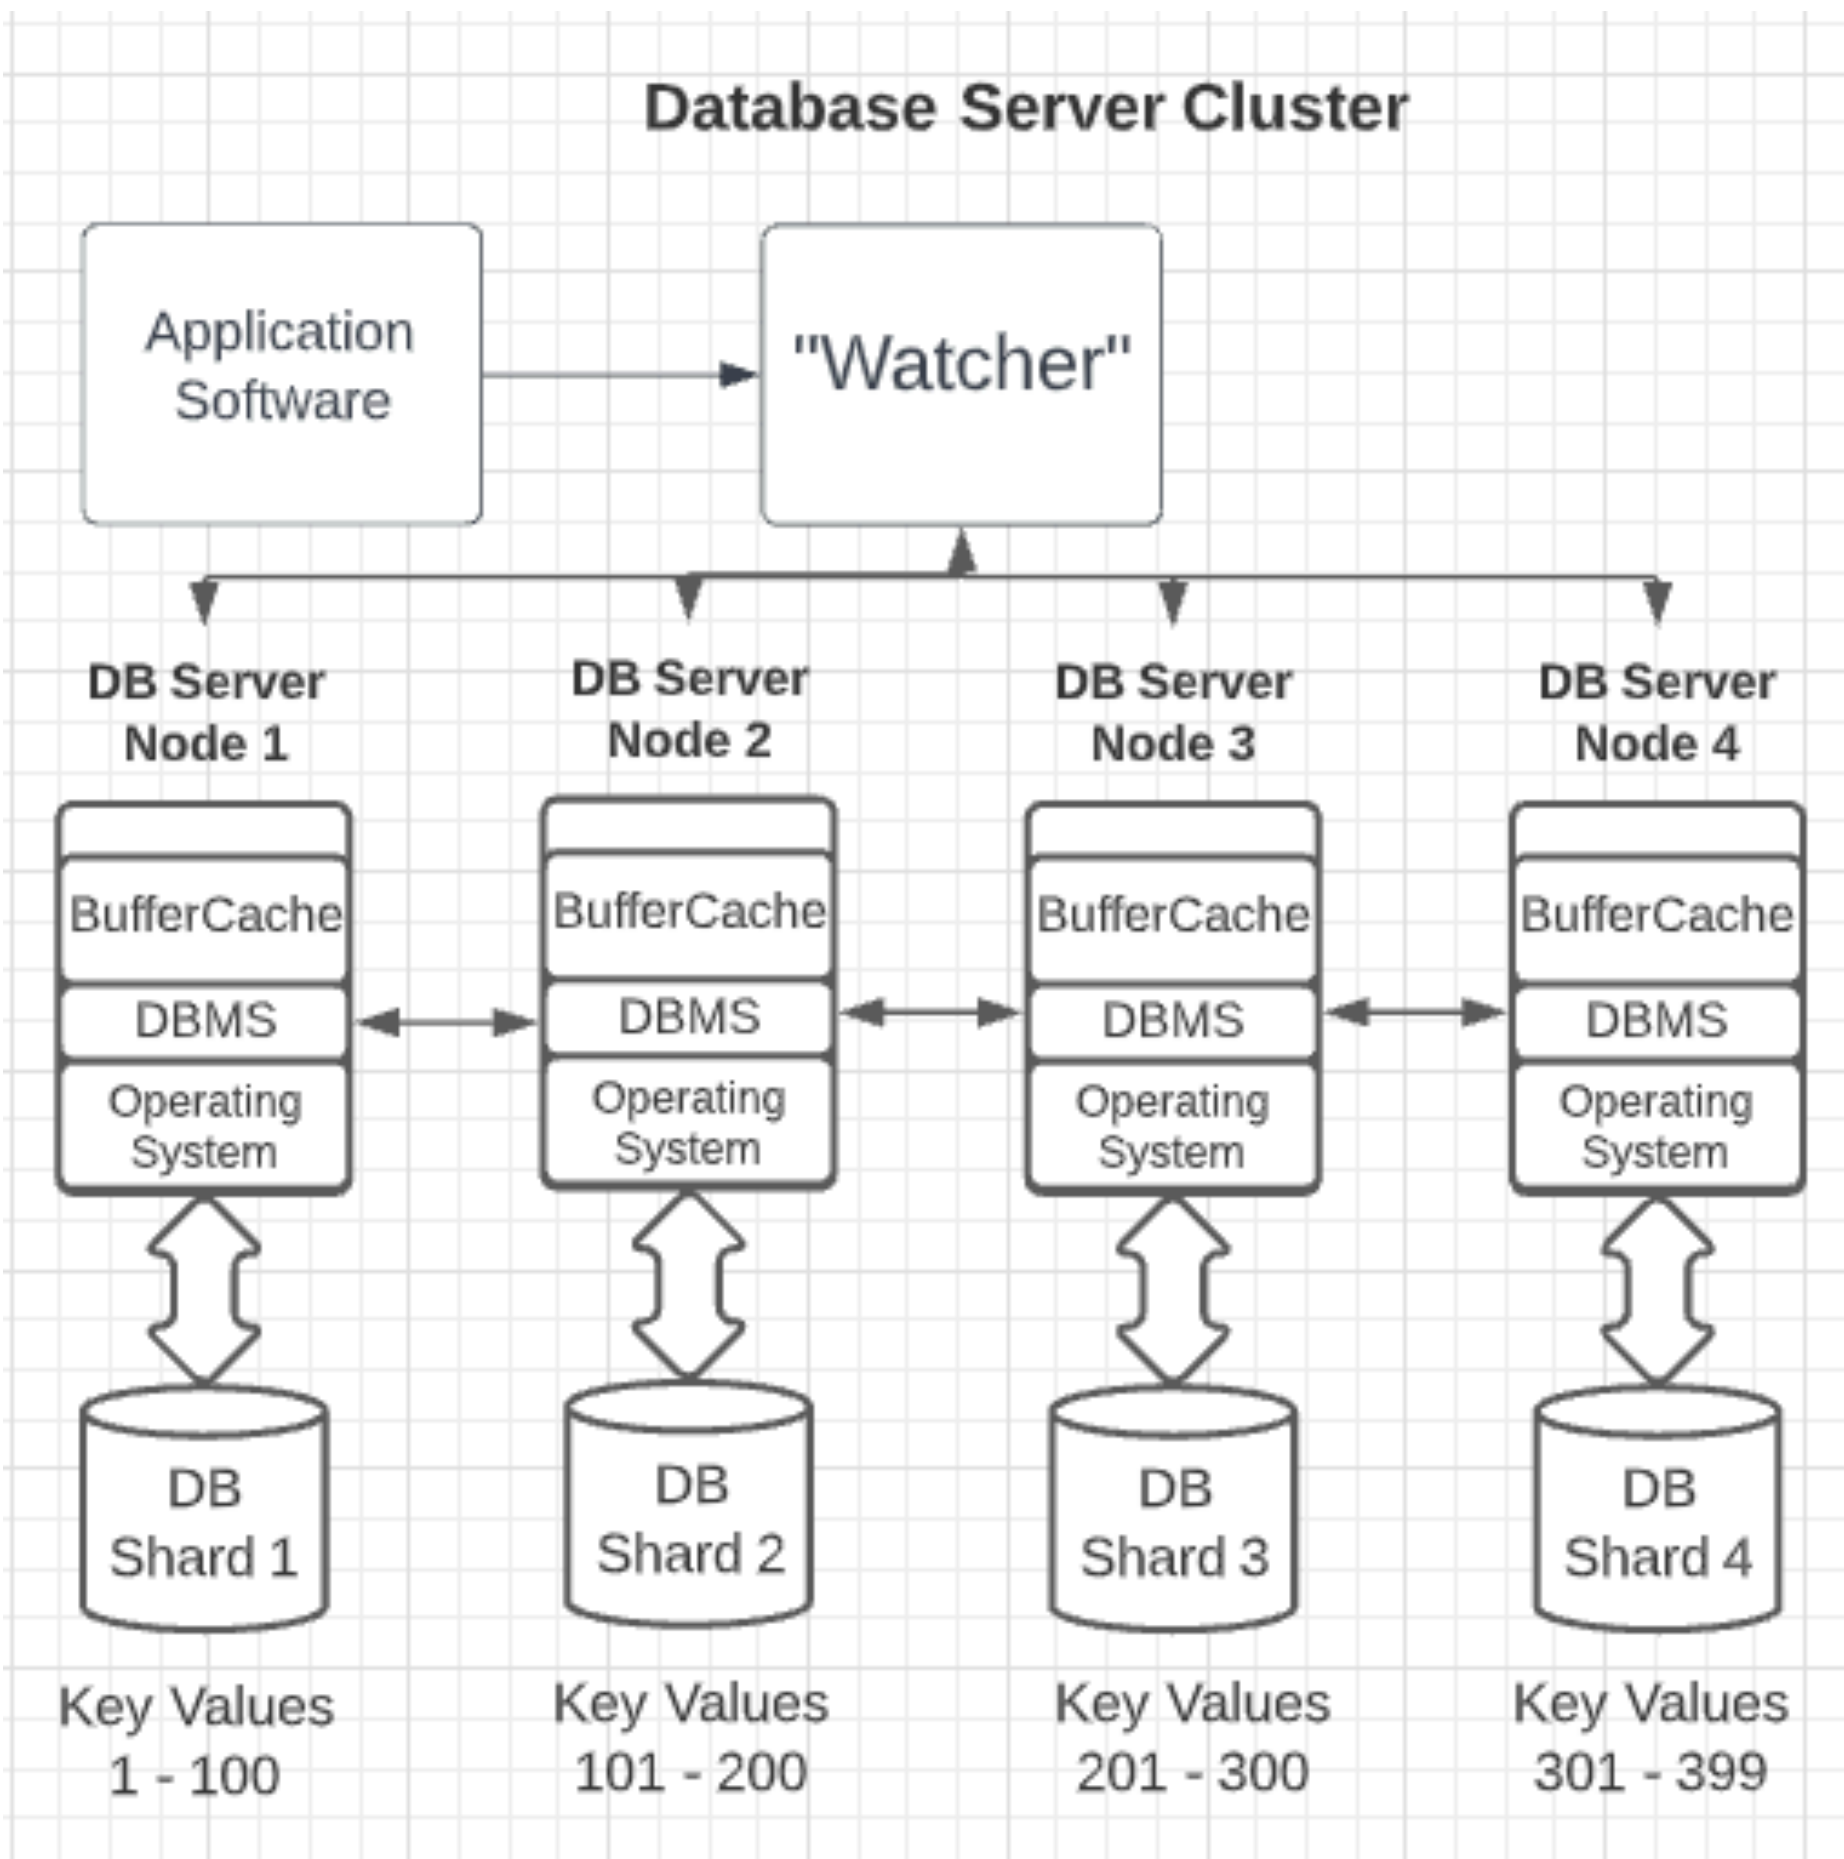 Database Server Cluster
Application
Software
"Watcher"
DB Server
Node 1
DB Server
Node 2
DB Server
Node 3
DB Server
Node 4
BufferCache
DBMS
Operating
System
BufferCache
DBMS
Operating
System
BufferCache
DBMS
Operating
System
BufferCache
DBMS
Operating
System
DB
Shard 1
DB
Shard 2
DB
Shard 3
DB
Shard 4
Key Values
1 - 100
Key Values
101 - 200
Key Values
201 - 300
Key Values
301 - 399